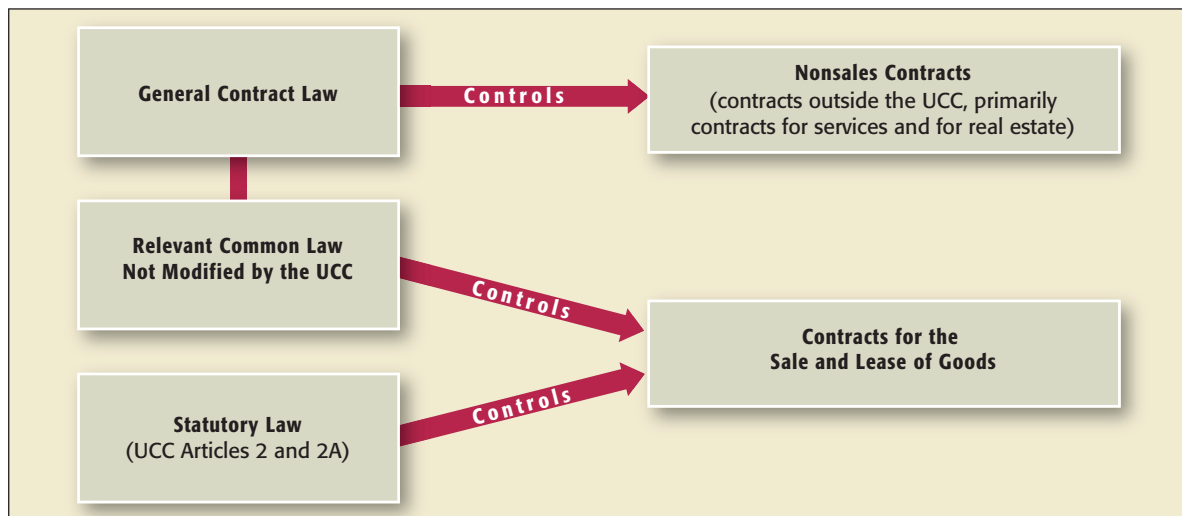 General Contract Law
Controls
Nonsales Contracts
(contracts outside the UCC, primarily
contracts for services and for real estate)
Relevant Common Law
Not Modified by the UCC
Controls
Contracts for the
Sale and Lease of Goods
Statutory Law
(UCC Articles 2 and 2A)
Controls